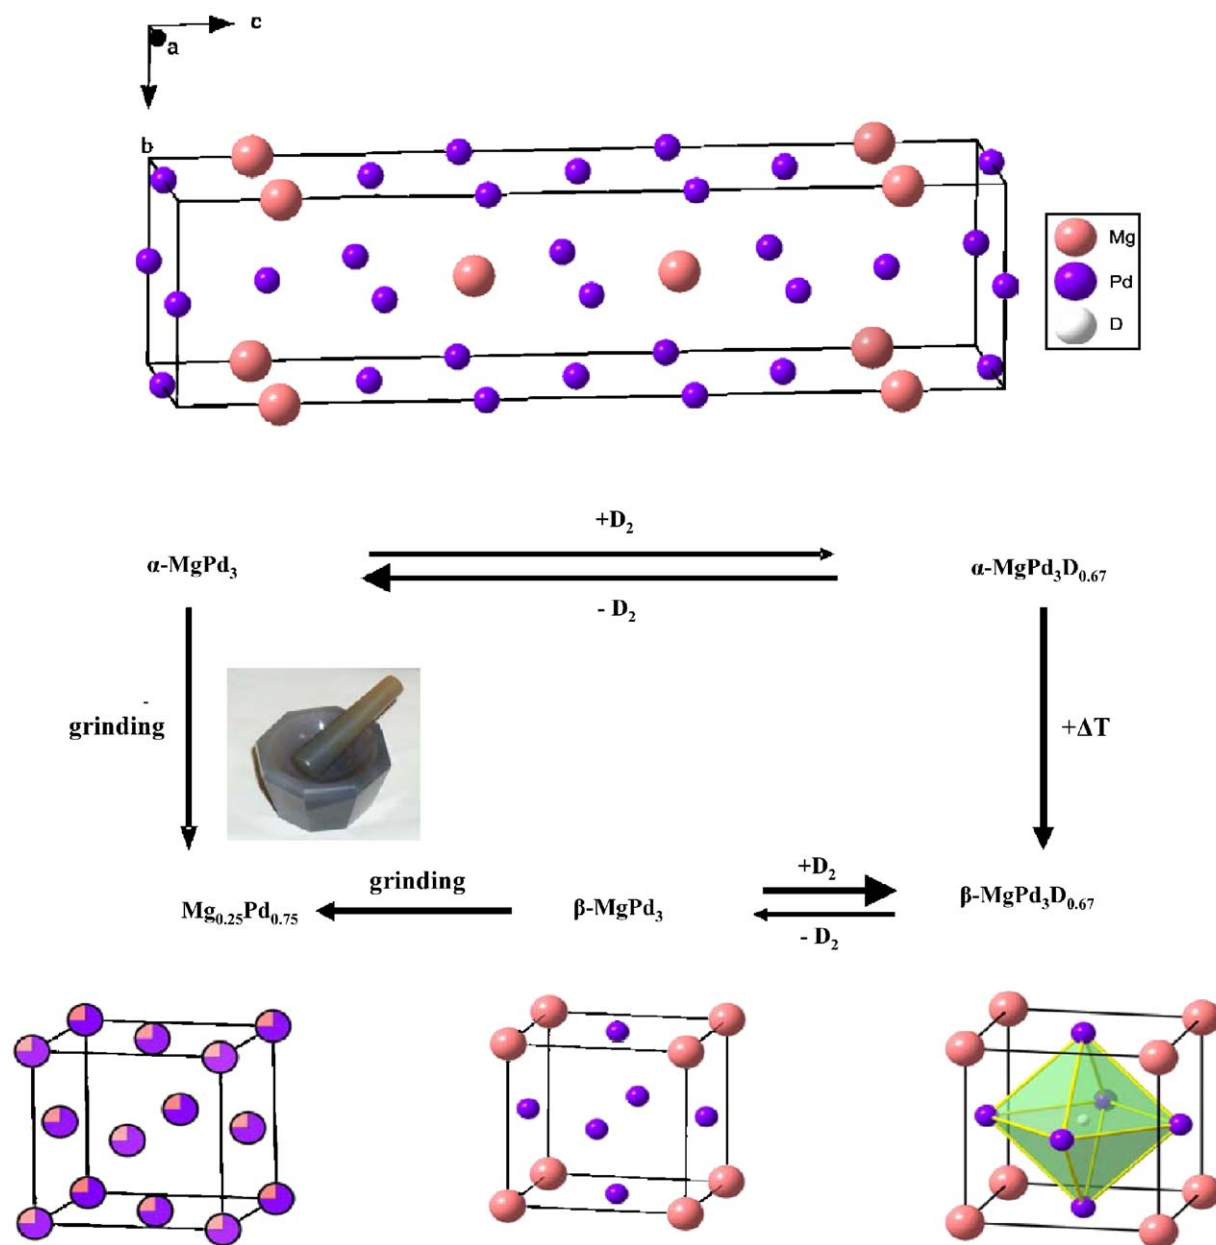 c
a
b
Mg
Pd
D
+D₂
α-MgPd₃
α-MgPd₃D₀.₆₇
- D₂
grinding
+ΔT
+D₂
grinding
Mg₀.₂₅Pd₀.₇₅
β-MgPd₃
β-MgPd₃D₀.₆₇
- D₂